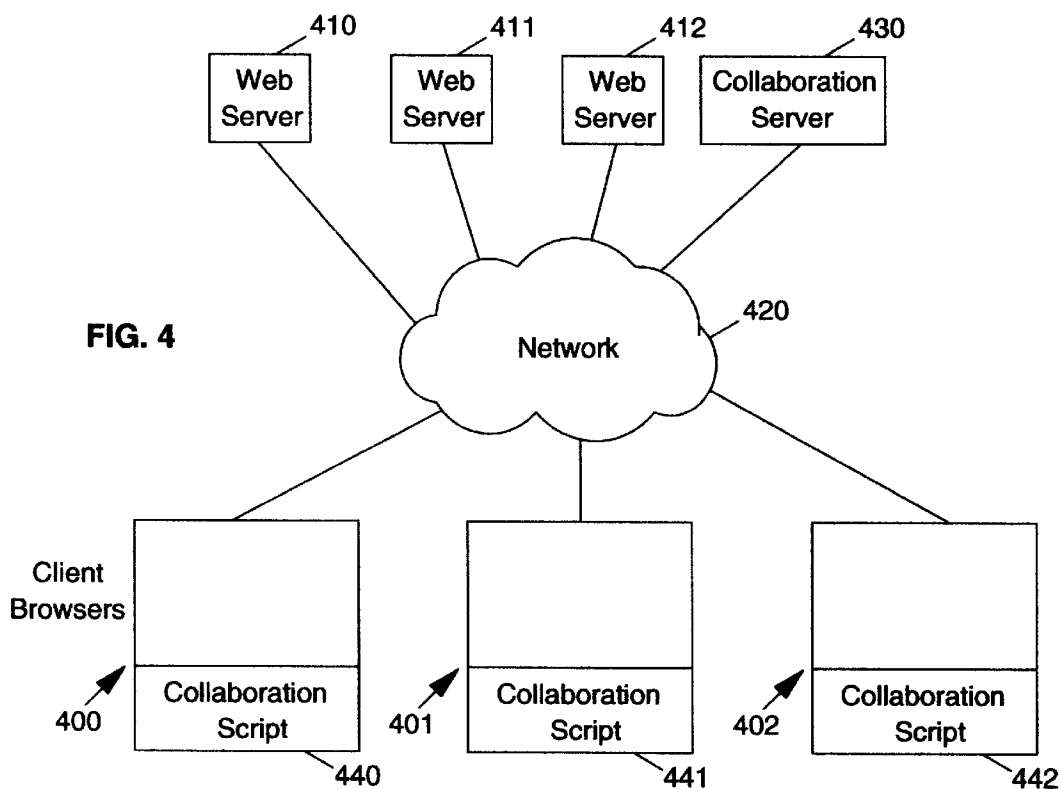 410
411
412
430
Web
Server
Web
Server
Web
Server
Collaboration
Server
FIG. 4
420
Network
Client
Browsers
400
Collaboration
Script
440
401
Collaboration
Script
441
402
Collaboration
Script
442